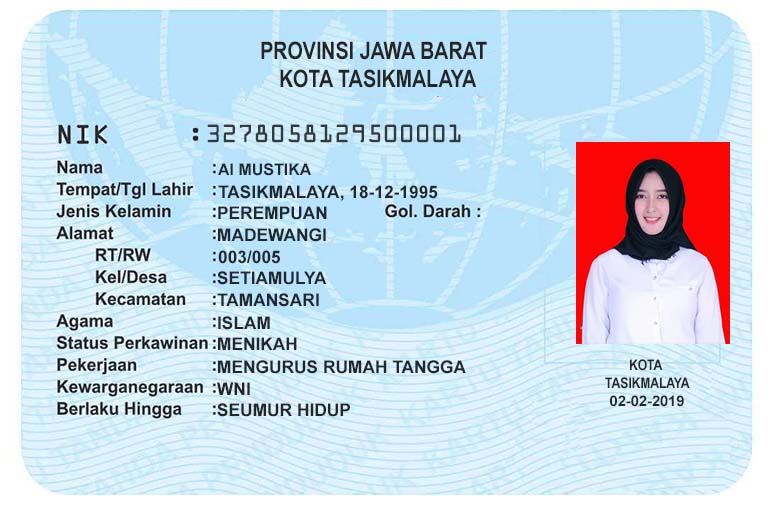 PROVINSI JAWA BARAT
KOTA TASIKMALAYA
NIK : 3278058129500001
Nama :AI MUSTIKA
Tempat/Tgl Lahir :TASIKMALAYA, 18-12-1995
Jenis Kelamin :PEREMPUAN Gol. Darah :
Alamat :MADEWANGI
RT/RW :003/005
Kel/Desa :SETIAMULYA
Kecamatan :TAMANSARI
Agama :ISLAM
Status Perkawinan :MENIKAH
Pekerjaan :MENGURUS RUMAH TANGGA
Kewarganegaraan :WNI
Berlaku Hingga :SEUMUR HIDUP
KOTA
TASIKMALAYA
02-02-2019